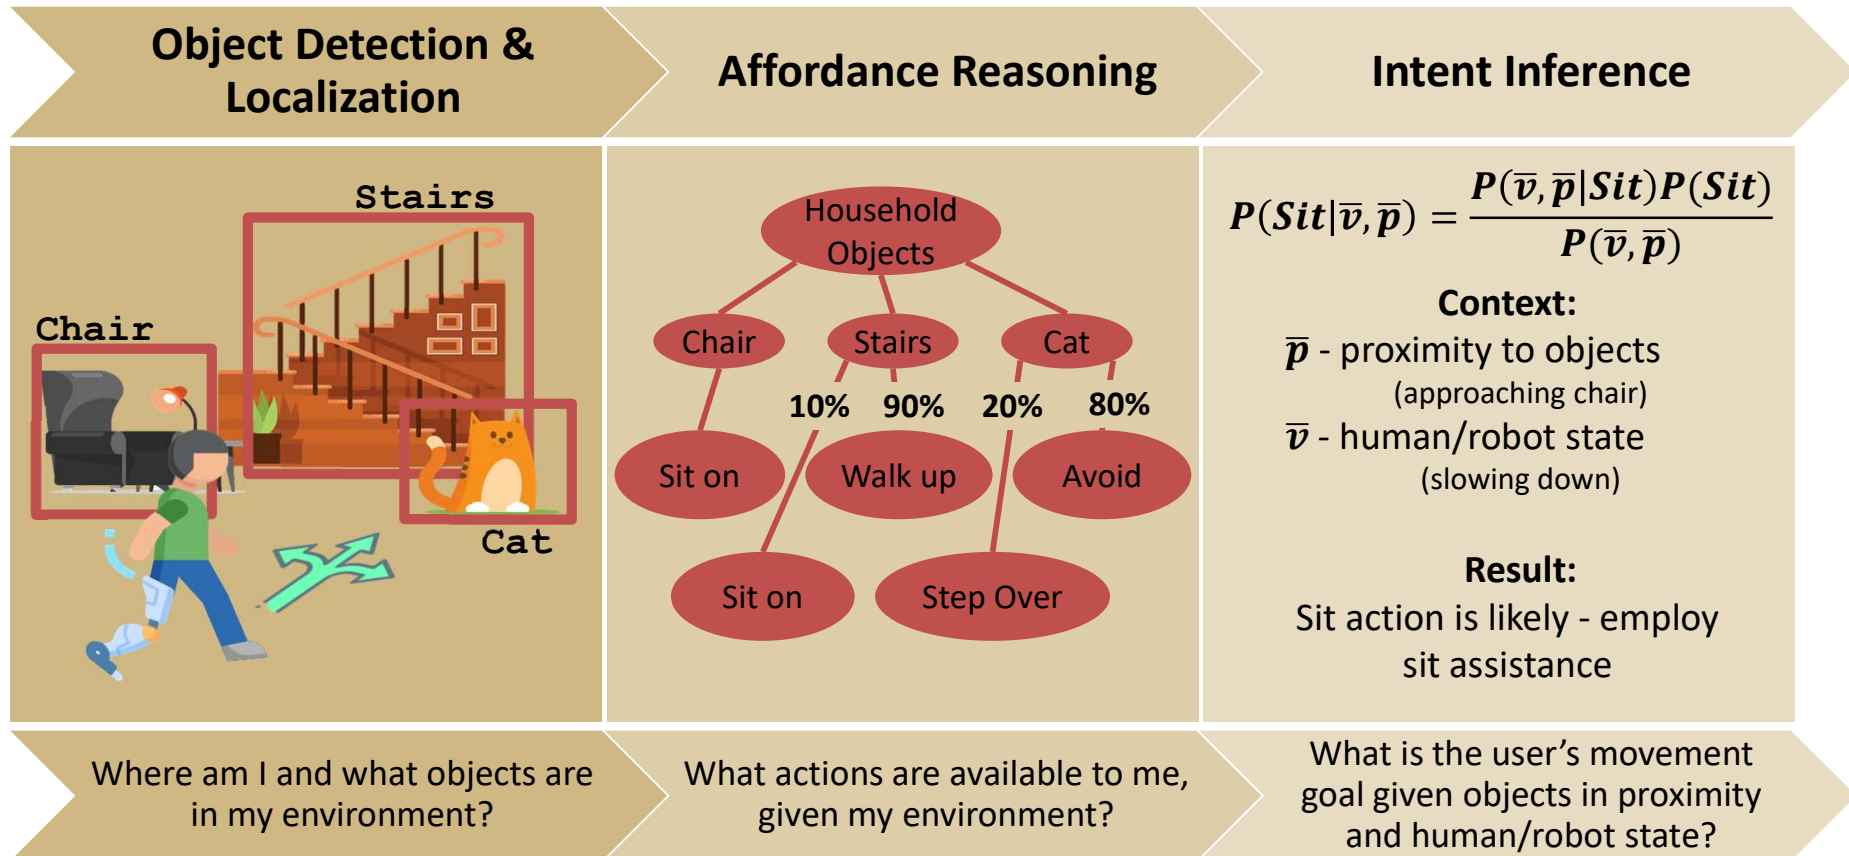 Object Detection &
Localization
Affordance Reasoning
Intent Inference
Stairs
Chair
Cat
Household
Objects
Chair
Stairs
Cat
10%
90%
20%
80%
Sit on
Walk up
Avoid
Sit on
Step Over
P(Sit|v̅, p̅) = P(v̅, p̅|Sit)P(Sit) / P(v̅, p̅)
Context:
p̅ - proximity to objects
(approaching chair)
v̅ - human/robot state
(slowing down)
Result:
Sit action is likely - employ
sit assistance
Where am I and what objects are
in my environment?
What actions are available to me,
given my environment?
What is the user’s movement
goal given objects in proximity
and human/robot state?